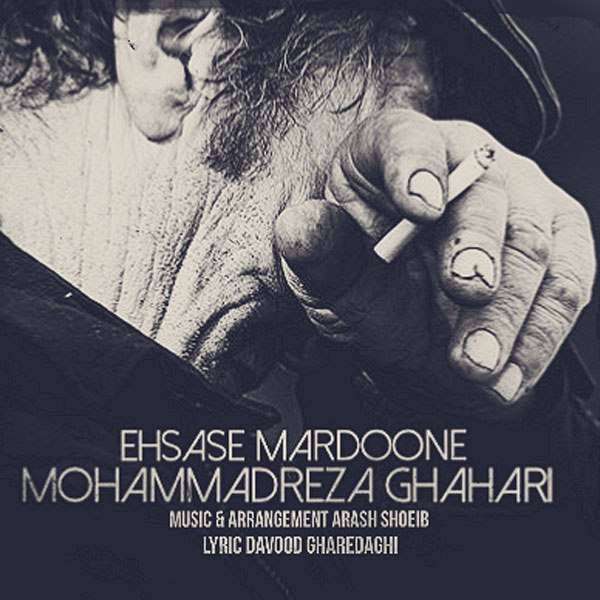 EHSASE MARDOONE
MOHAMMADREZA GHAHARI
MUSIC & ARRANGEMENT ARASH SHOEIB
LYRIC DAVOOD GHAREDAGHI